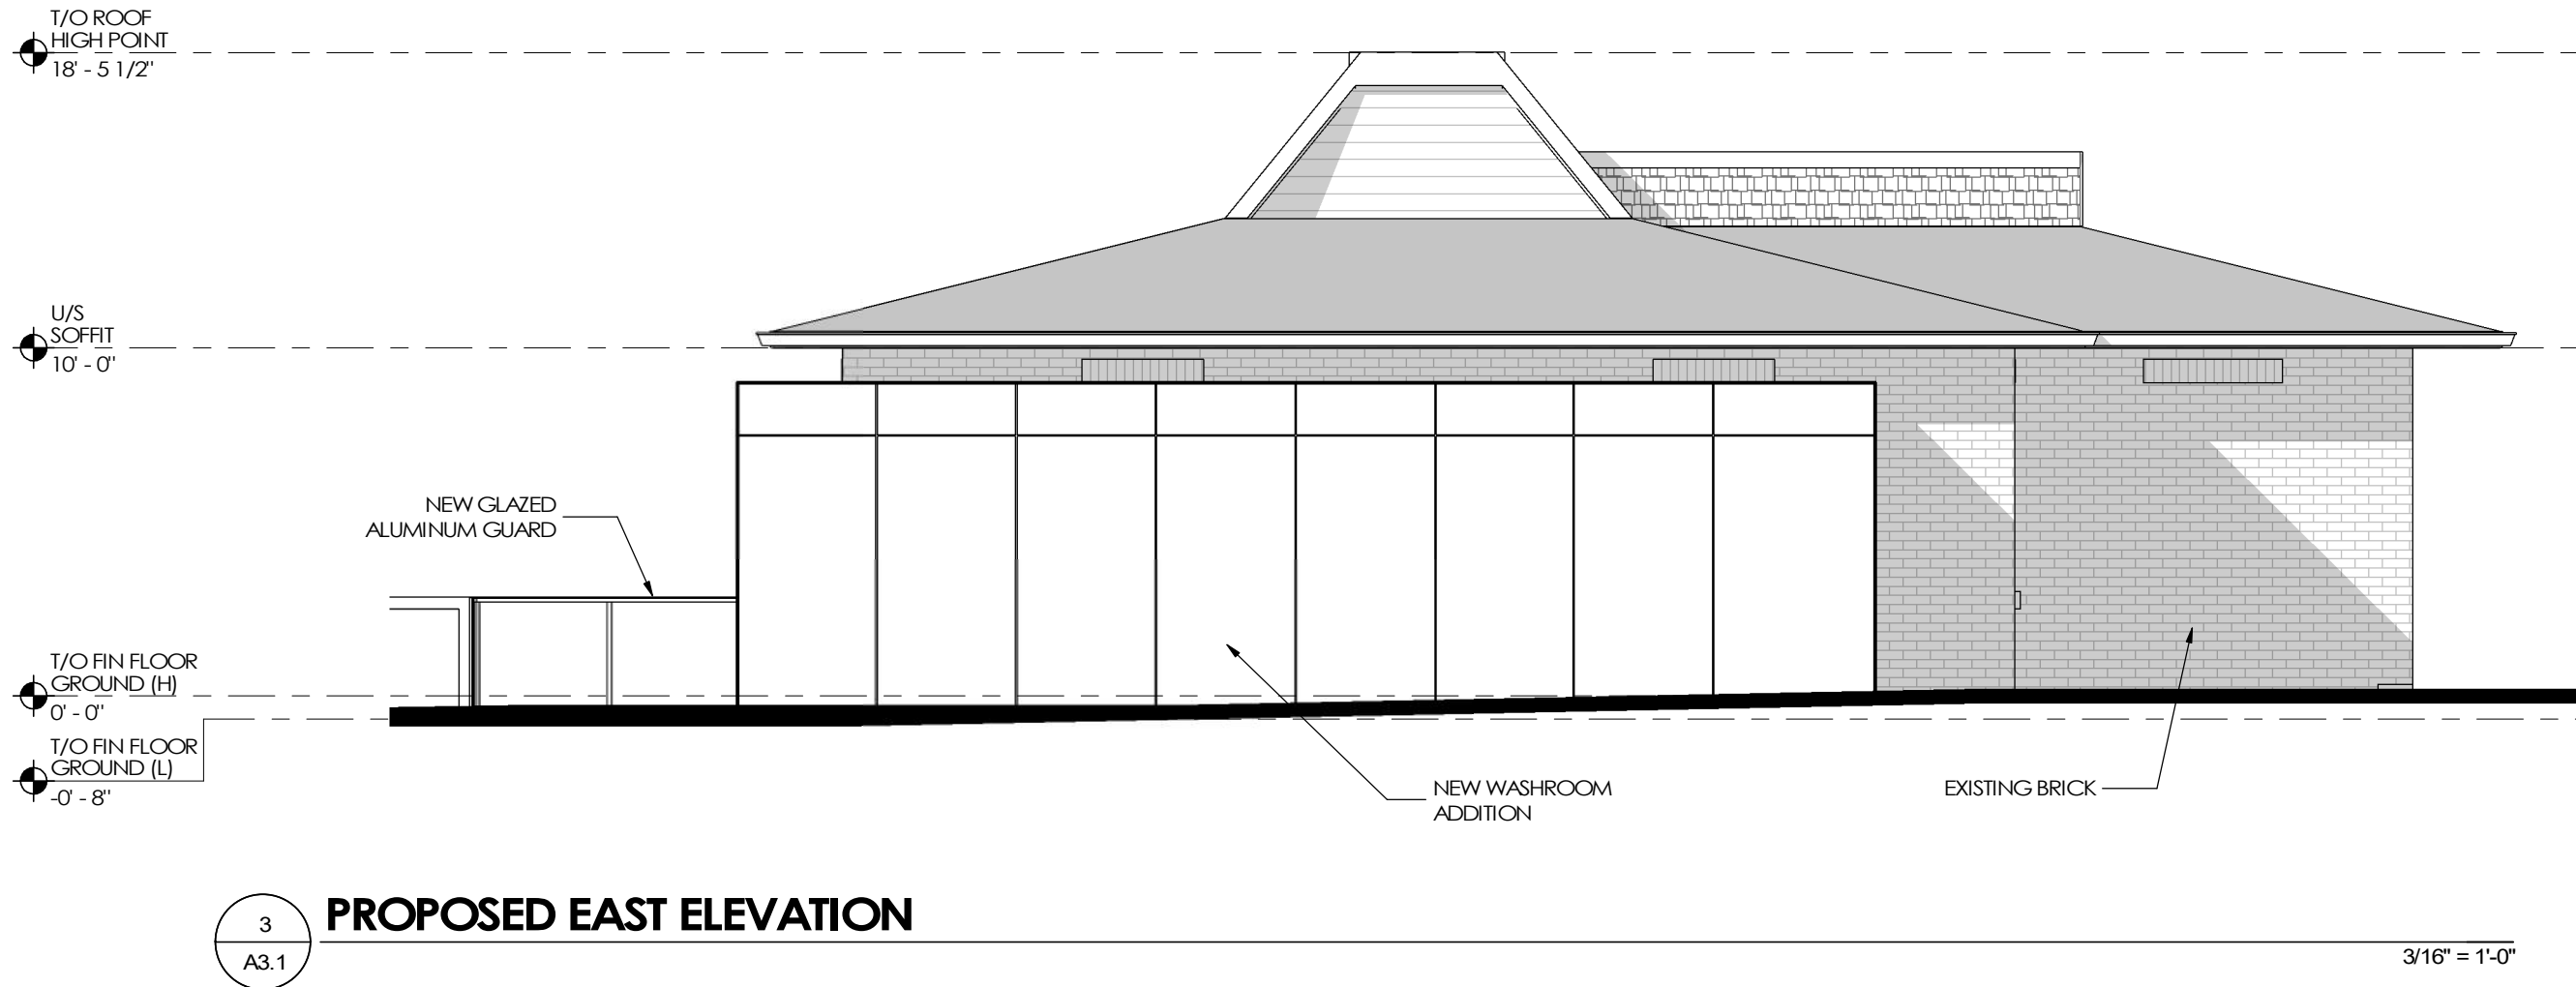 T/O ROOF
HIGH POINT
18' - 5 1/2"
U/S
SOFFIT
10' - 0"
NEW GLAZED
ALUMINUM GUARD
T/O FIN FLOOR
GROUND (H)
0' - 0"
T/O FIN FLOOR
GROUND (L)
-0' - 8"
NEW WASHROOM
ADDITION
EXISTING BRICK
3
A3.1
PROPOSED EAST ELEVATION
3/16" = 1'-0"